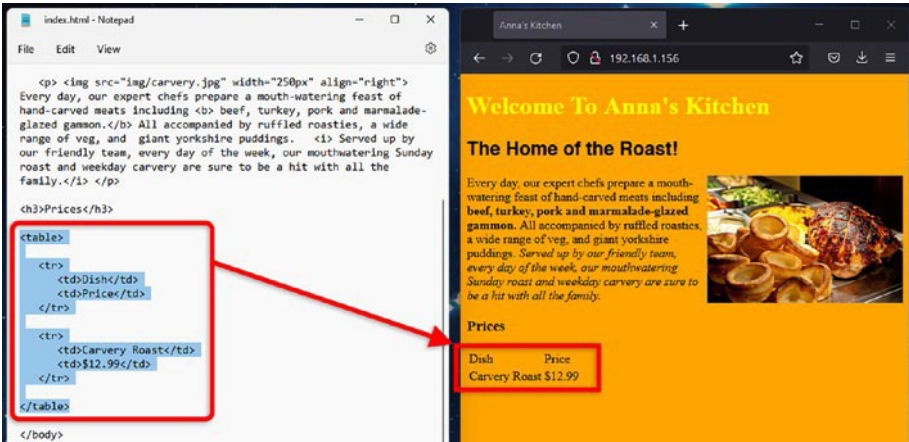 index.html - Notepad
File Edit View
<p> <img src="img/carvery.jpg" width="250px" align="right">
Every day, our expert chefs prepare a mouth-watering feast of
hand-carved meats including <b> beef, turkey, pork and marmalade-
glazed gammon.</b> All accompanied by ruffled roasties, a wide
range of veg, and giant yorkshire puddings. <i> Served up by
our friendly team, every day of the week, our mouthwatering Sunday
roast and weekday carvery are sure to be a hit with all the
family.</i> </p>
<h3>Prices</h3>
<table>
<tr>
<td>Dish</td>
<td>Price</td>
</tr>
<tr>
<td>Carvery Roast</td>
<td>$12.99</td>
</tr>
</table>
</body>
Anna's Kitchen
192.168.1.156
Welcome To Anna's Kitchen
The Home of the Roast!
Every day, our expert chefs prepare a mouth-
watering feast of hand-carved meats including
beef, turkey, pork and marmalade-glazed
gammon. All accompanied by ruffled roasties,
a wide range of veg, and giant yorkshire
puddings. Served up by our friendly team,
every day of the week, our mouthwatering
Sunday roast and weekday carvery are sure to
be a hit with all the family.
Prices
Dish Price
Carvery Roast $12.99